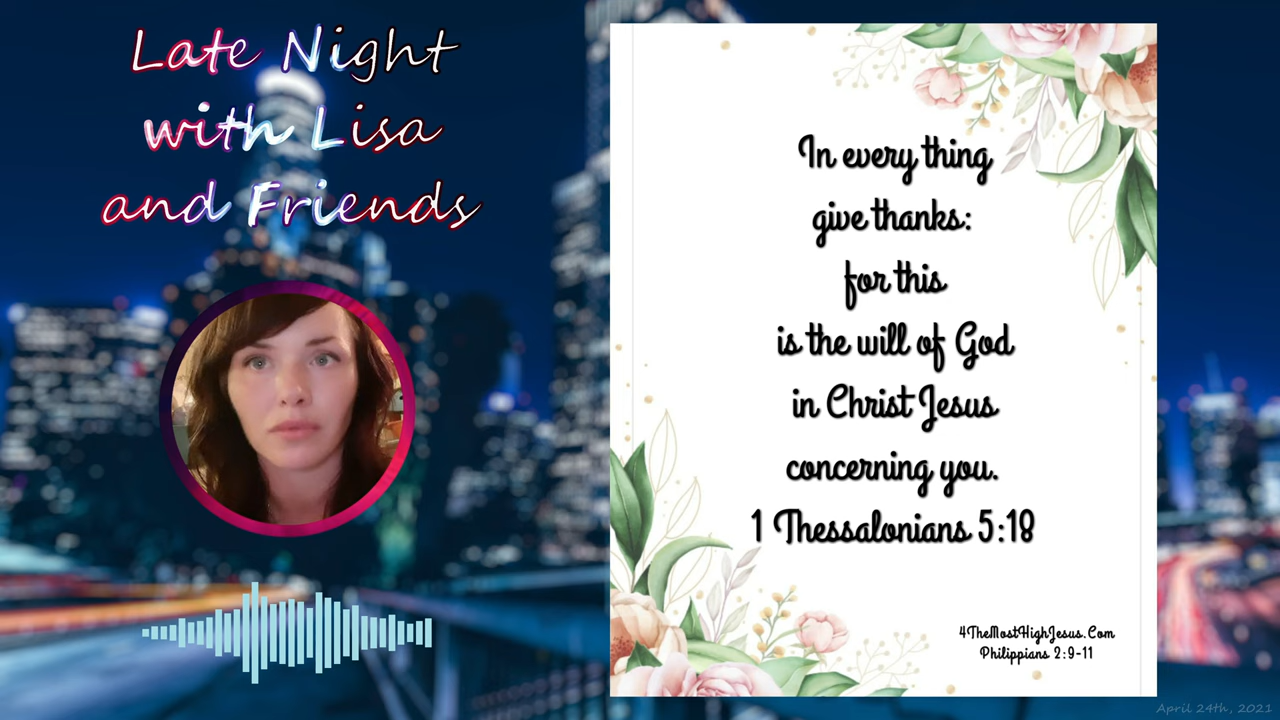 Late Night
with Lisa
and Friends
In every thing
give thanks:
for this
is the will of God
in Christ Jesus
concerning you.
1 Thessalonians 5:18
4TheMostHighJesus.Com
Philippians 2:9-11
April 24th, 2021